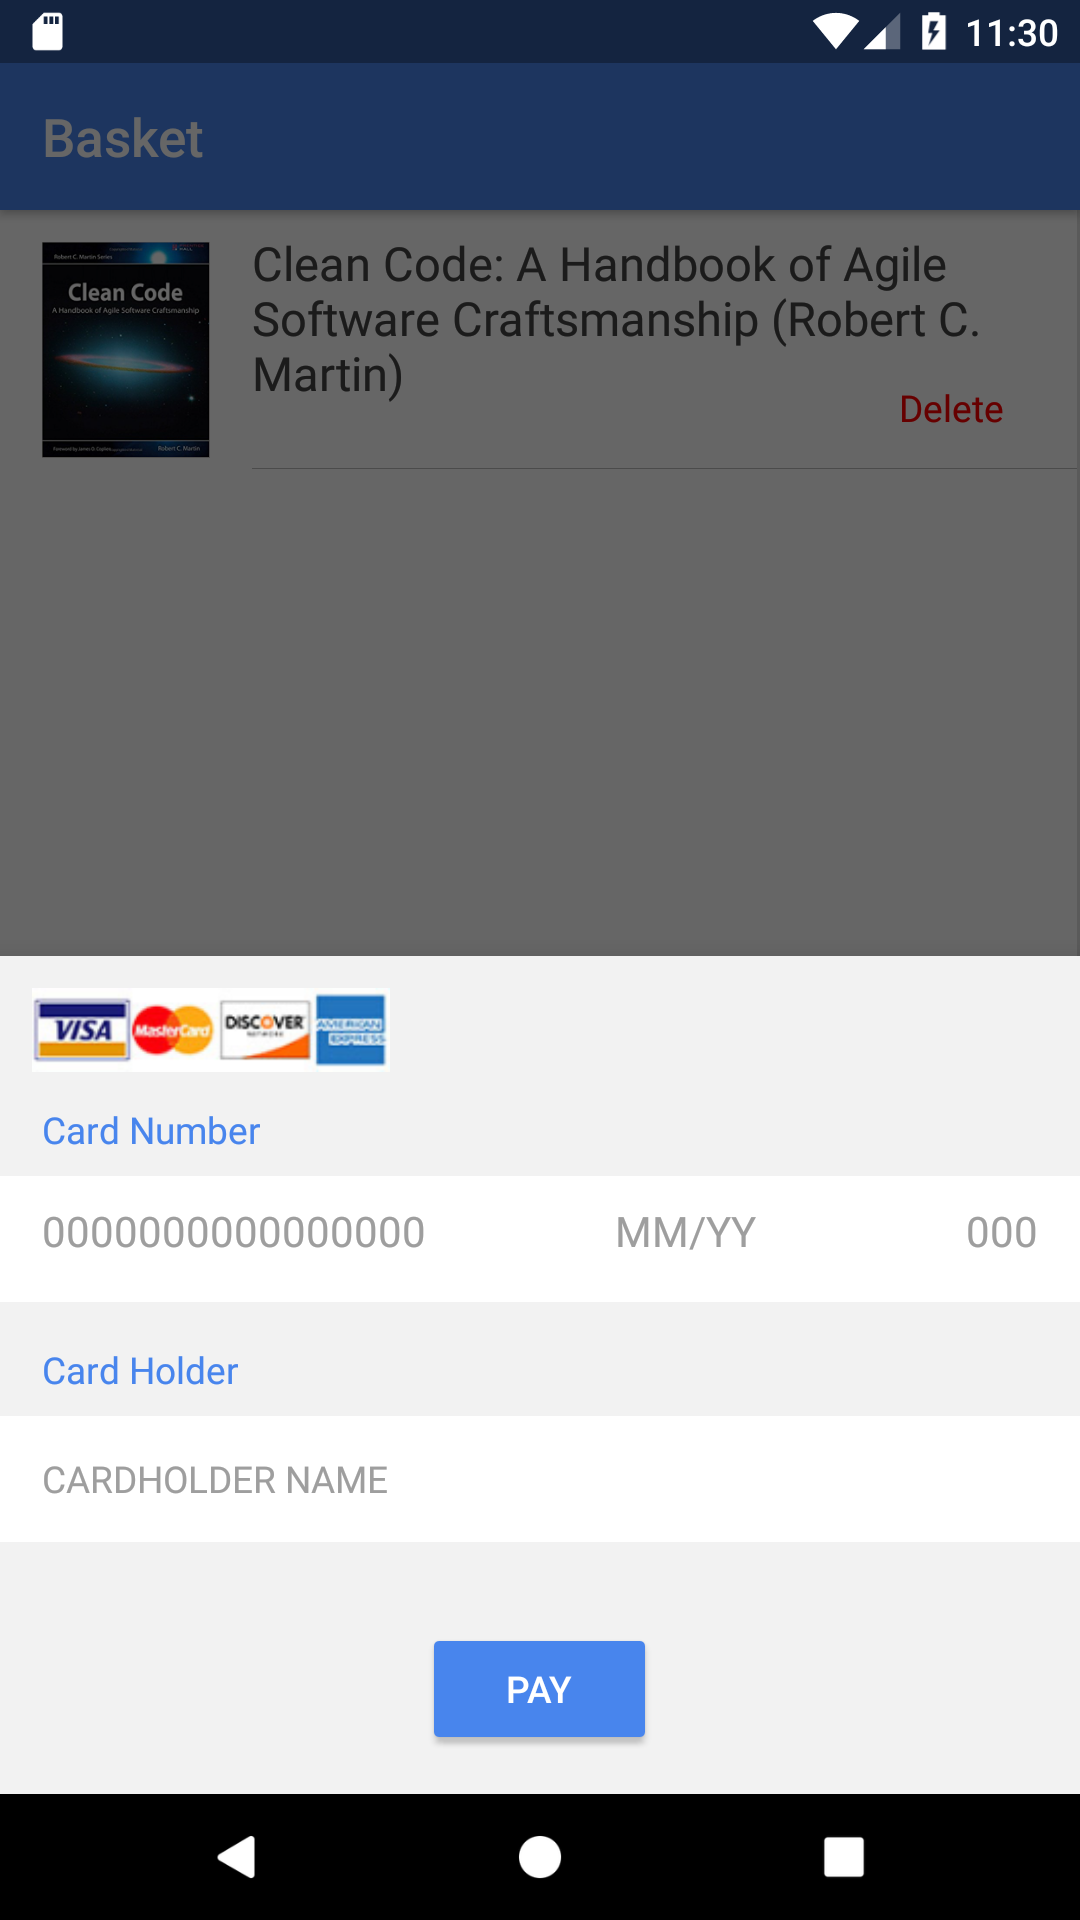 11:30
Basket
Robert C. Martin Series
Clean Code
A Handbook of Agile Software Craftsmanship
Robert C. Martin
Clean Code: A Handbook of Agile
Software Craftsmanship (Robert C.
Martin)
Delete
VISA
MasterCard
DISCOVER
NETWORK
AMERICAN
EXPRESS
Card Number
0000000000000000 MM/YY 000
Card Holder
CARDHOLDER NAME
PAY